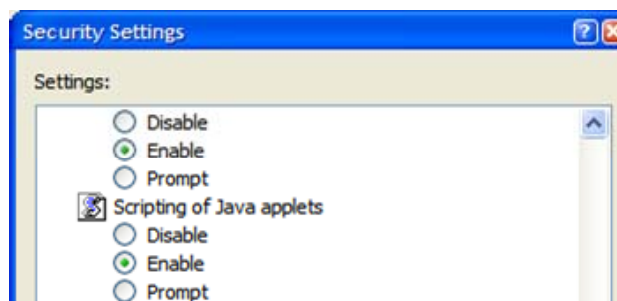 Security Settings
Settings:
Disable
Enable
Prompt
Scripting of Java applets
Disable
Enable
Prompt